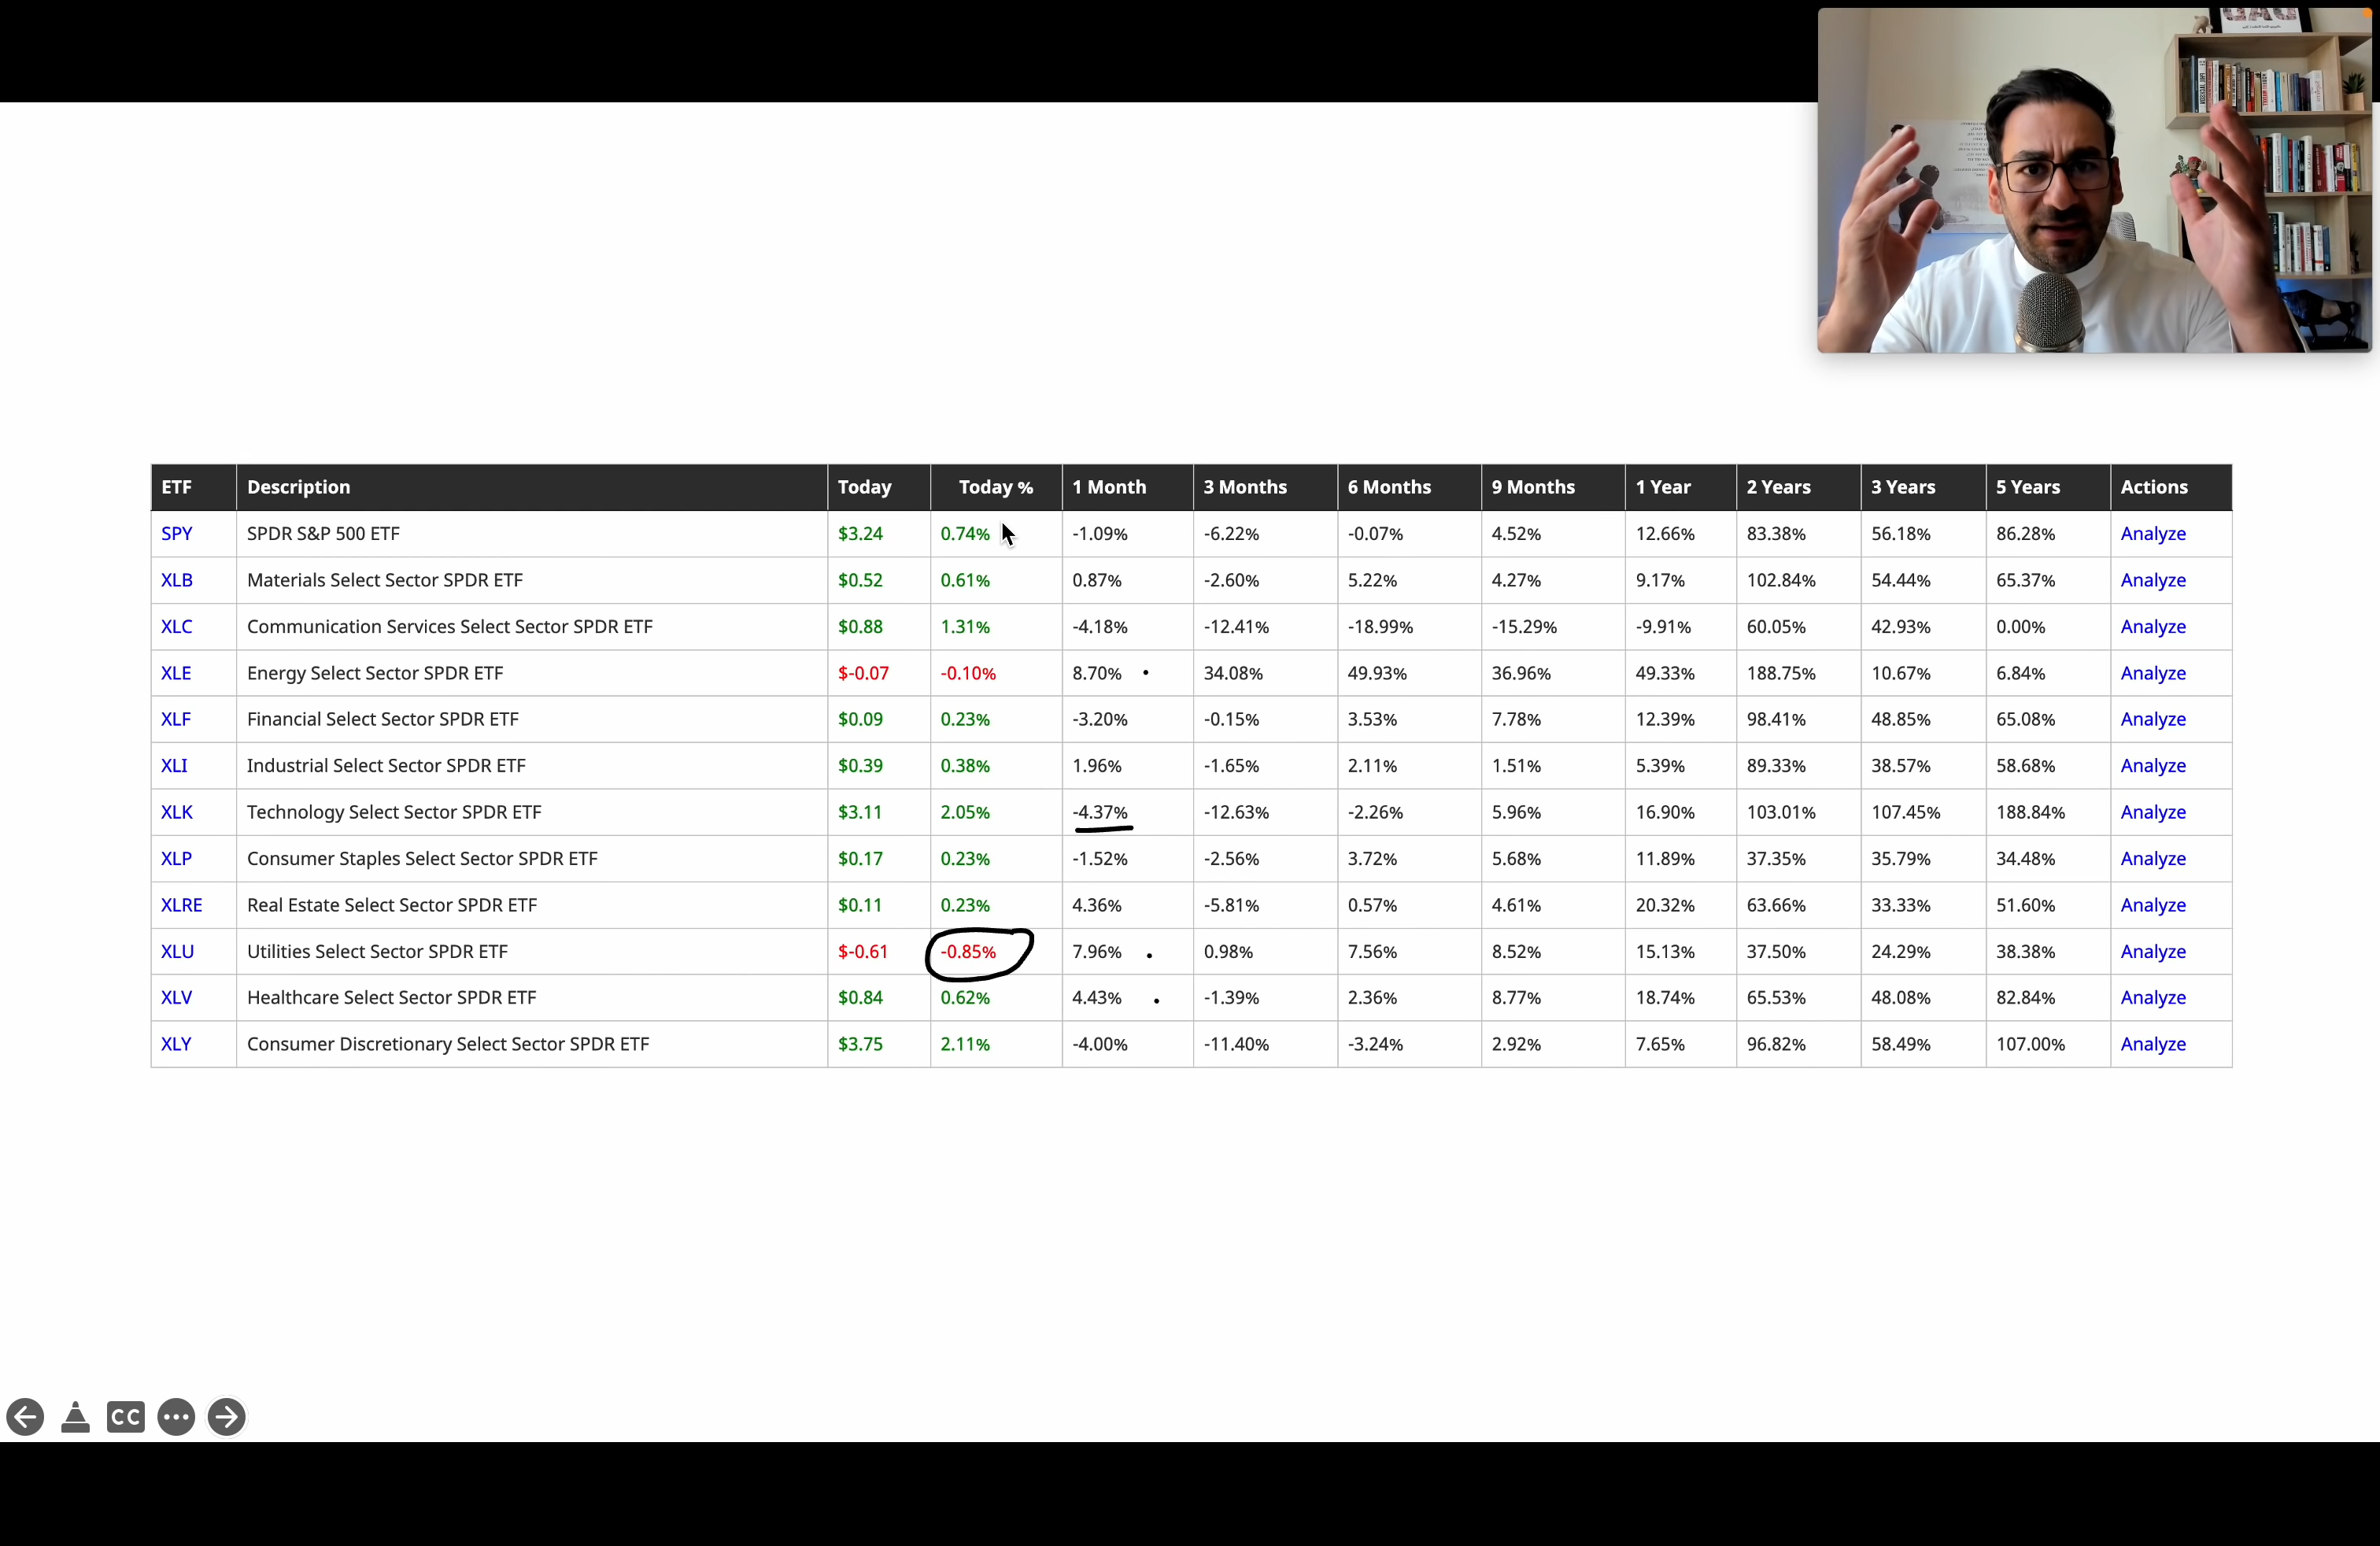 ETF Description Today Today % 1 Month 3 Months 6 Months 9 Months 1 Year 2 Years 3 Years 5 Years Actions
SPY SPDR S&P 500 ETF $3.24 0.74% -1.09% -6.22% -0.07% 4.52% 12.66% 83.38% 56.18% 86.28% Analyze
XLB Materials Select Sector SPDR ETF $0.52 0.61% 0.87% -2.60% 5.22% 4.27% 9.17% 102.84% 54.44% 65.37% Analyze
XLC Communication Services Select Sector SPDR ETF $0.88 1.31% -4.18% -12.41% -18.99% -15.29% -9.91% 60.05% 42.93% 0.00% Analyze
XLE Energy Select Sector SPDR ETF $-0.07 -0.10% 8.70% 34.08% 49.93% 36.96% 49.33% 188.75% 10.67% 6.84% Analyze
XLF Financial Select Sector SPDR ETF $0.09 0.23% -3.20% -0.15% 3.53% 7.78% 12.39% 98.41% 48.85% 65.08% Analyze
XLI Industrial Select Sector SPDR ETF $0.39 0.38% 1.96% -1.65% 2.11% 1.51% 5.39% 89.33% 38.57% 58.68% Analyze
XLK Technology Select Sector SPDR ETF $3.11 2.05% -4.37% -12.63% -2.26% 5.96% 16.90% 103.01% 107.45% 188.84% Analyze
XLP Consumer Staples Select Sector SPDR ETF $0.17 0.23% -1.52% -2.56% 3.72% 5.68% 11.89% 37.35% 35.79% 34.48% Analyze
XLRE Real Estate Select Sector SPDR ETF $0.11 0.23% 4.36% -5.81% 0.57% 4.61% 20.32% 63.66% 33.33% 51.60% Analyze
XLU Utilities Select Sector SPDR ETF $-0.61 -0.85% 7.96% 0.98% 7.56% 8.52% 15.13% 37.50% 24.29% 38.38% Analyze
XLV Healthcare Select Sector SPDR ETF $0.84 0.62% 4.43% -1.39% 2.36% 8.77% 18.74% 65.53% 48.08% 82.84% Analyze
XLY Consumer Discretionary Select Sector SPDR ETF $3.75 2.11% -4.00% -11.40% -3.24% 2.92% 7.65% 96.82% 58.49% 107.00% Analyze
CC